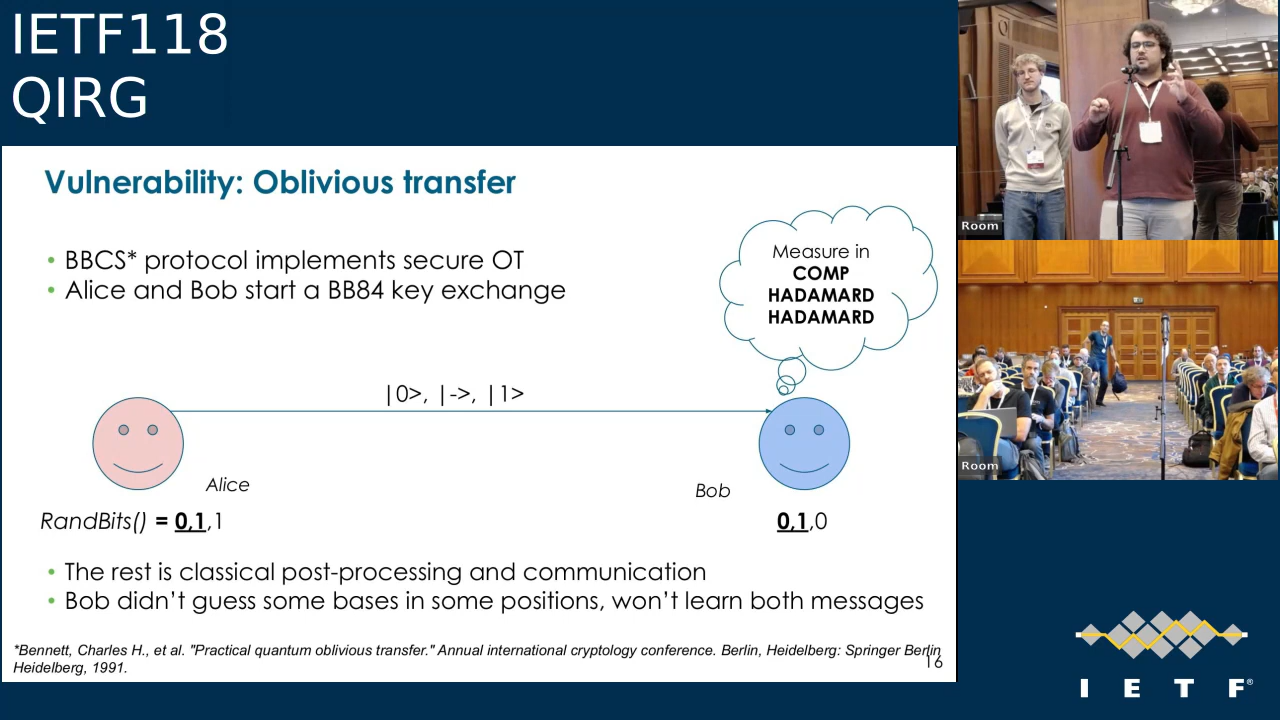 IETF118
QIRG
Vulnerability: Oblivious transfer
• BBCS* protocol implements secure OT
• Alice and Bob start a BB84 key exchange
Measure in
COMP
HADAMARD
HADAMARD
|0>, |->, |1>
Alice
Bob
RandBits() = 0,1,1
0,1,0
• The rest is classical post-processing and communication
• Bob didn’t guess some bases in some positions, won’t learn both messages
*Bennett, Charles H., et al. "Practical quantum oblivious transfer." Annual international cryptology conference. Berlin, Heidelberg: Springer Berlin
Heidelberg, 1991.
16
Room
Room
I E T F®